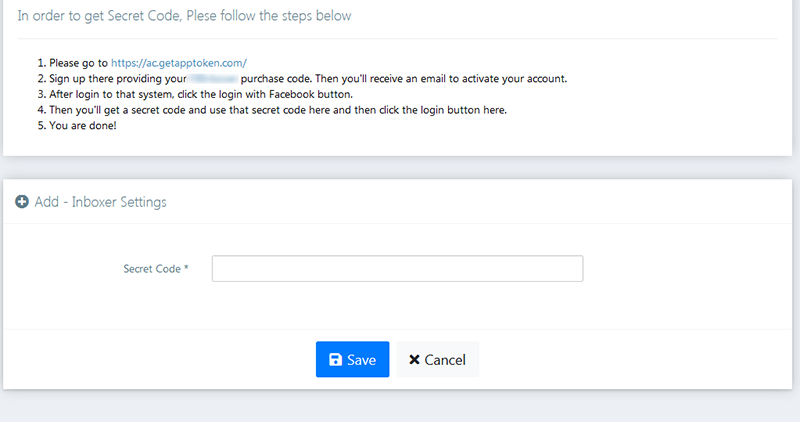 In order to get Secret Code, Plese follow the steps below
1. Please go to https://ac.getapptoken.com/
2. Sign up there providing your purchase code. Then you'll receive an email to activate your account.
3. After login to that system, click the login with Facebook button.
4. Then you'll get a secret code and use that secret code here and then click the login button here.
5. You are done!
Add - Inboxer Settings
Secret Code *
Save
Cancel